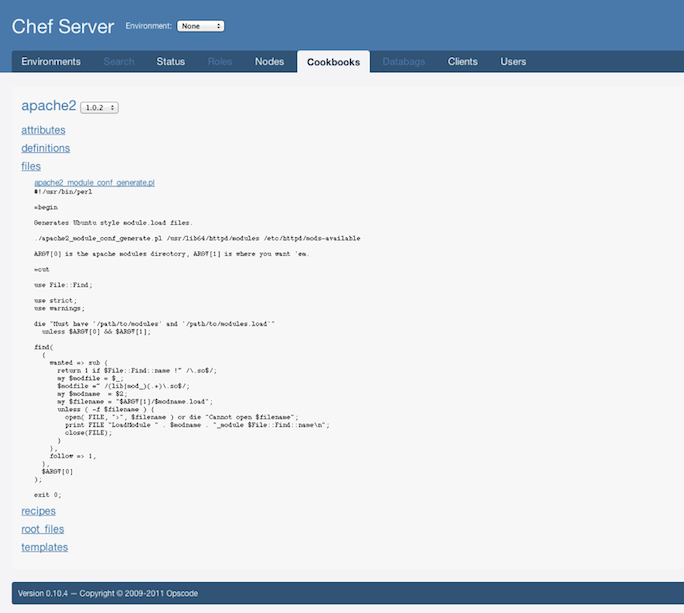 Chef Server Environment: None
Environments Search Status Roles Nodes Cookbooks Databags Clients Users
apache2 1.0.2
attributes
definitions
files
apache2_module_conf_generate.pl
#!/usr/bin/perl
=begin
Generates Ubuntu style module.load files.
./apache2_module_conf_generate.pl /usr/lib64/httpd/modules /etc/httpd/mods-available
ARGV[0] is the apache modules directory, ARGV[1] is where you want 'em.
=cut
use File::Find;
use strict;
use warnings;
die "Must have '/path/to/modules' and '/path/to/modules.load'"
unless $ARGV[0] && $ARGV[1];
find(
{
wanted => sub {
return 1 if $File::Find::name !~ /\.so$/;
my $modfile = $_;
$modfile =~ /(lib|mod_)(.+)\.so$/;
my $modname = $2;
my $filename = "$ARGV[1]/$modname.load";
unless ( -f $filename ) {
open( FILE, ">", $filename ) or die "Cannot open $filename";
print FILE "LoadModule " . $modname . "_module $File::Find::name\n";
close(FILE);
}
},
follow => 1,
},
$ARGV[0]
);
exit 0;
recipes
root_files
templates
Version 0.10.4 — Copyright © 2009-2011 Opscode